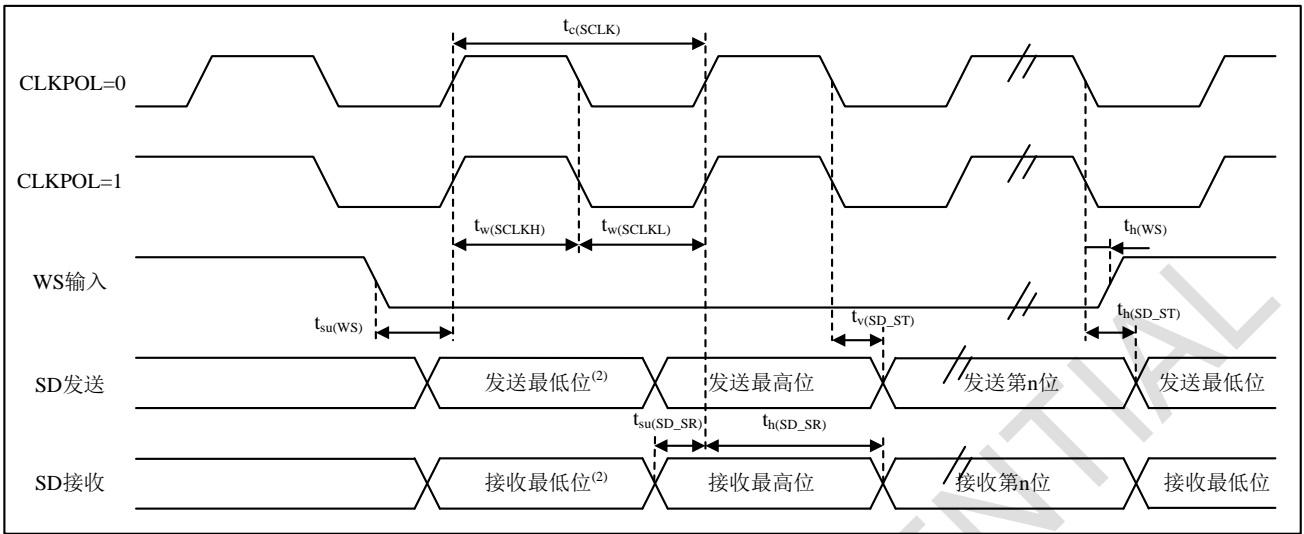 t_c(SCLK)
CLKPOL=0
CLKPOL=1
t_w(SCLKH) t_w(SCLKL)
t_h(WS)
WS输入
t_su(WS)
t_v(SD_ST)
t_h(SD_ST)
SD发送 发送最低位(2) 发送最高位 发送第n位 发送最低位
t_su(SD_SR) t_h(SD_SR)
SD接收 接收最低位(2) 接收最高位 接收第n位 接收最低位
ENTIAL